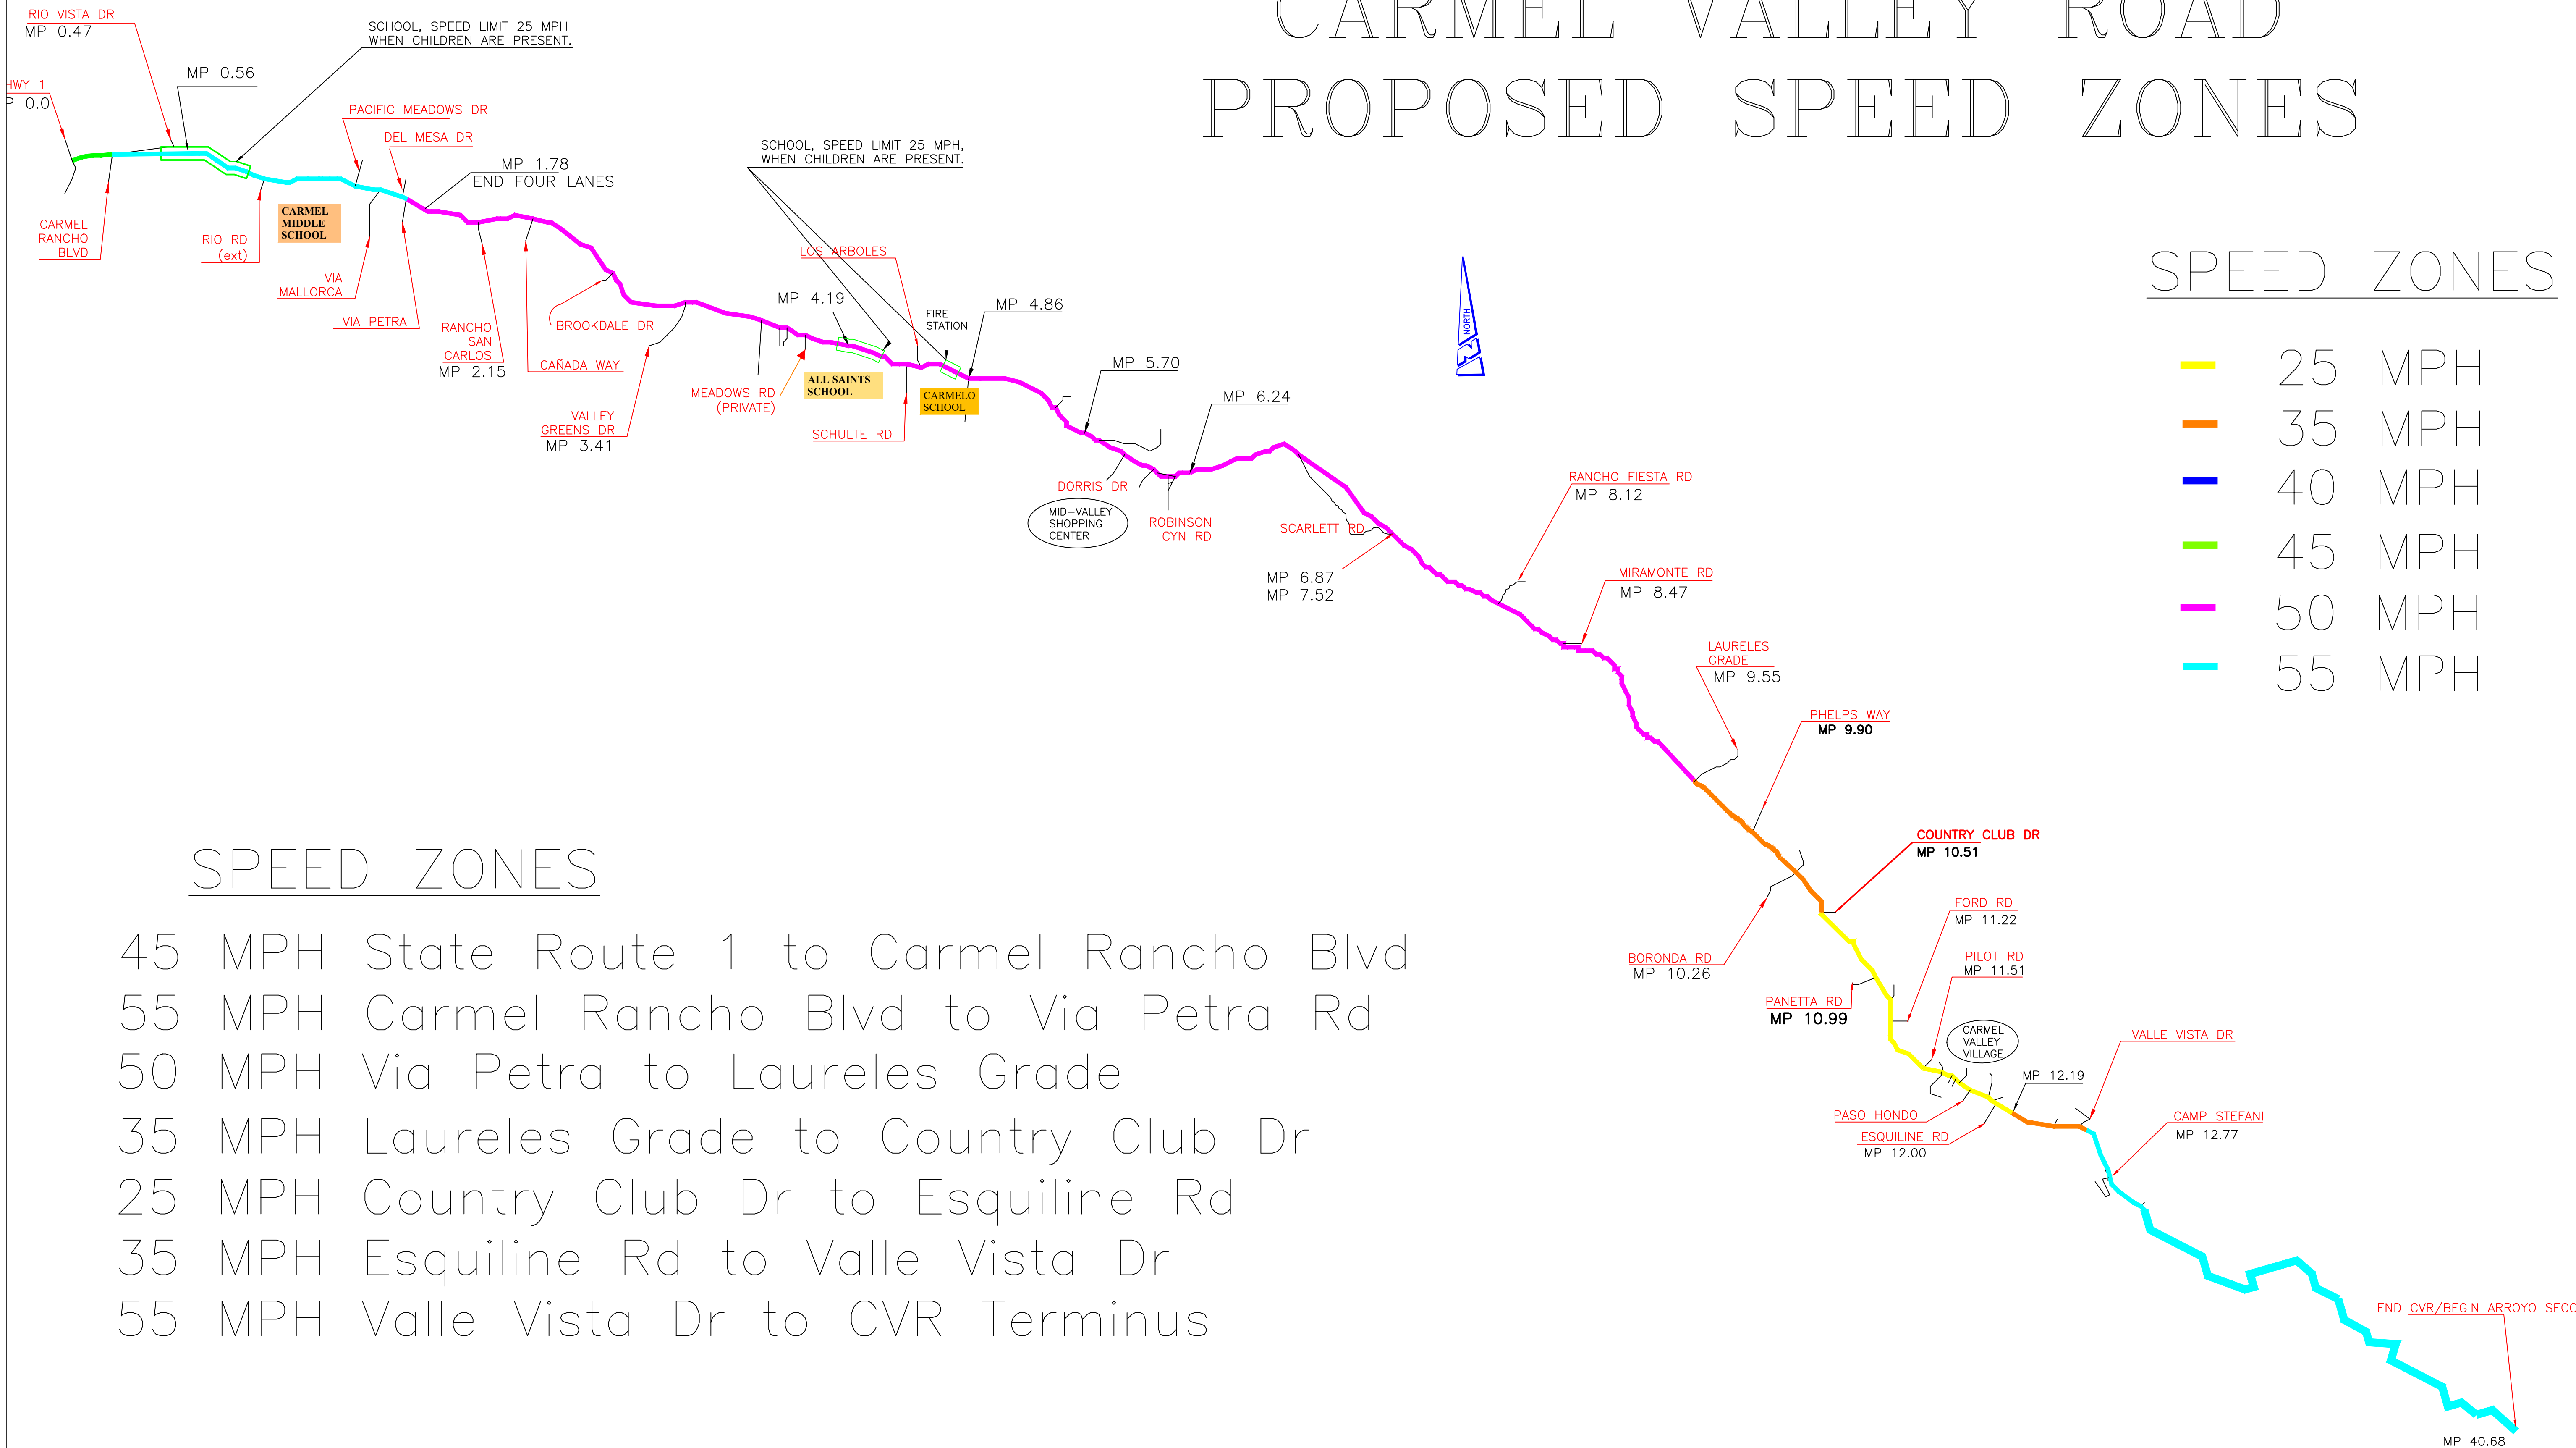 CARMEL VALLEY ROAD
PROPOSED SPEED ZONES
RIO VISTA DR
MP 0.47
SCHOOL, SPEED LIMIT 25 MPH
WHEN CHILDREN ARE PRESENT.
MP 0.56
HWY 1
P 0.0
PACIFIC MEADOWS DR
DEL MESA DR
MP 1.78
END FOUR LANES
CARMEL
RANCHO
BLVD
RIO RD
(ext)
CARMEL
MIDDLE
SCHOOL
VIA
MALLORCA
VIA PETRA
RANCHO
SAN
CARLOS
MP 2.15
CAÑADA WAY
BROOKDALE DR
VALLEY
GREENS DR
MP 3.41
SCHOOL, SPEED LIMIT 25 MPH,
WHEN CHILDREN ARE PRESENT.
LOS ARBOLES
MP 4.19
FIRE
STATION
MP 4.86
MEADOWS RD
(PRIVATE)
ALL SAINTS
SCHOOL
CARMELO
SCHOOL
SCHULTE RD
MP 5.70
MP 6.24
DORRIS DR
MID-VALLEY
SHOPPING
CENTER
ROBINSON
CYN RD
SCARLETT RD
MP 6.87
MP 7.52
NORTH
RANCHO FIESTA RD
MP 8.12
MIRAMONTE RD
MP 8.47
LAURELES
GRADE
MP 9.55
PHELPS WAY
MP 9.90
COUNTRY CLUB DR
MP 10.51
BORONDA RD
MP 10.26
FORD RD
MP 11.22
PILOT RD
MP 11.51
PANETTA RD
MP 10.99
CARMEL
VALLEY
VILLAGE
VALLE VISTA DR
MP 12.19
PASO HONDO
ESQUILINE RD
MP 12.00
CAMP STEFANI
MP 12.77
END CVR/BEGIN ARROYO SECO
MP 40.68
SPEED ZONES
25 MPH
35 MPH
40 MPH
45 MPH
50 MPH
55 MPH
SPEED ZONES
45 MPH State Route 1 to Carmel Rancho Blvd
55 MPH Carmel Rancho Blvd to Via Petra Rd
50 MPH Via Petra to Laureles Grade
35 MPH Laureles Grade to Country Club Dr
25 MPH Country Club Dr to Esquiline Rd
35 MPH Esquiline Rd to Valle Vista Dr
55 MPH Valle Vista Dr to CVR Terminus